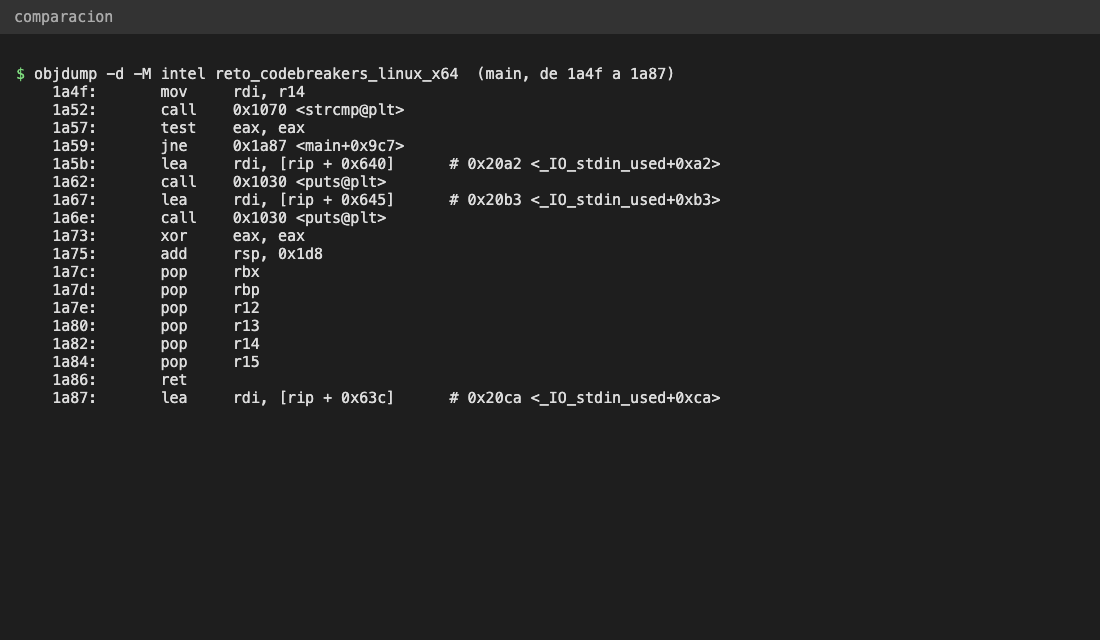 comparacion
$ objdump -d -M intel reto_codebreakers_linux_x64  (main, de 1a4f a 1a87)
    1a4f:       mov     rdi, r14
    1a52:       call    0x1070 <strcmp@plt>
    1a57:       test    eax, eax
    1a59:       jne     0x1a87 <main+0x9c7>
    1a5b:       lea     rdi, [rip + 0x640]      # 0x20a2 <_IO_stdin_used+0xa2>
    1a62:       call    0x1030 <puts@plt>
    1a67:       lea     rdi, [rip + 0x645]      # 0x20b3 <_IO_stdin_used+0xb3>
    1a6e:       call    0x1030 <puts@plt>
    1a73:       xor     eax, eax
    1a75:       add     rsp, 0x1d8
    1a7c:       pop     rbx
    1a7d:       pop     rbp
    1a7e:       pop     r12
    1a80:       pop     r13
    1a82:       pop     r14
    1a84:       pop     r15
    1a86:       ret
    1a87:       lea     rdi, [rip + 0x63c]      # 0x20ca <_IO_stdin_used+0xca>